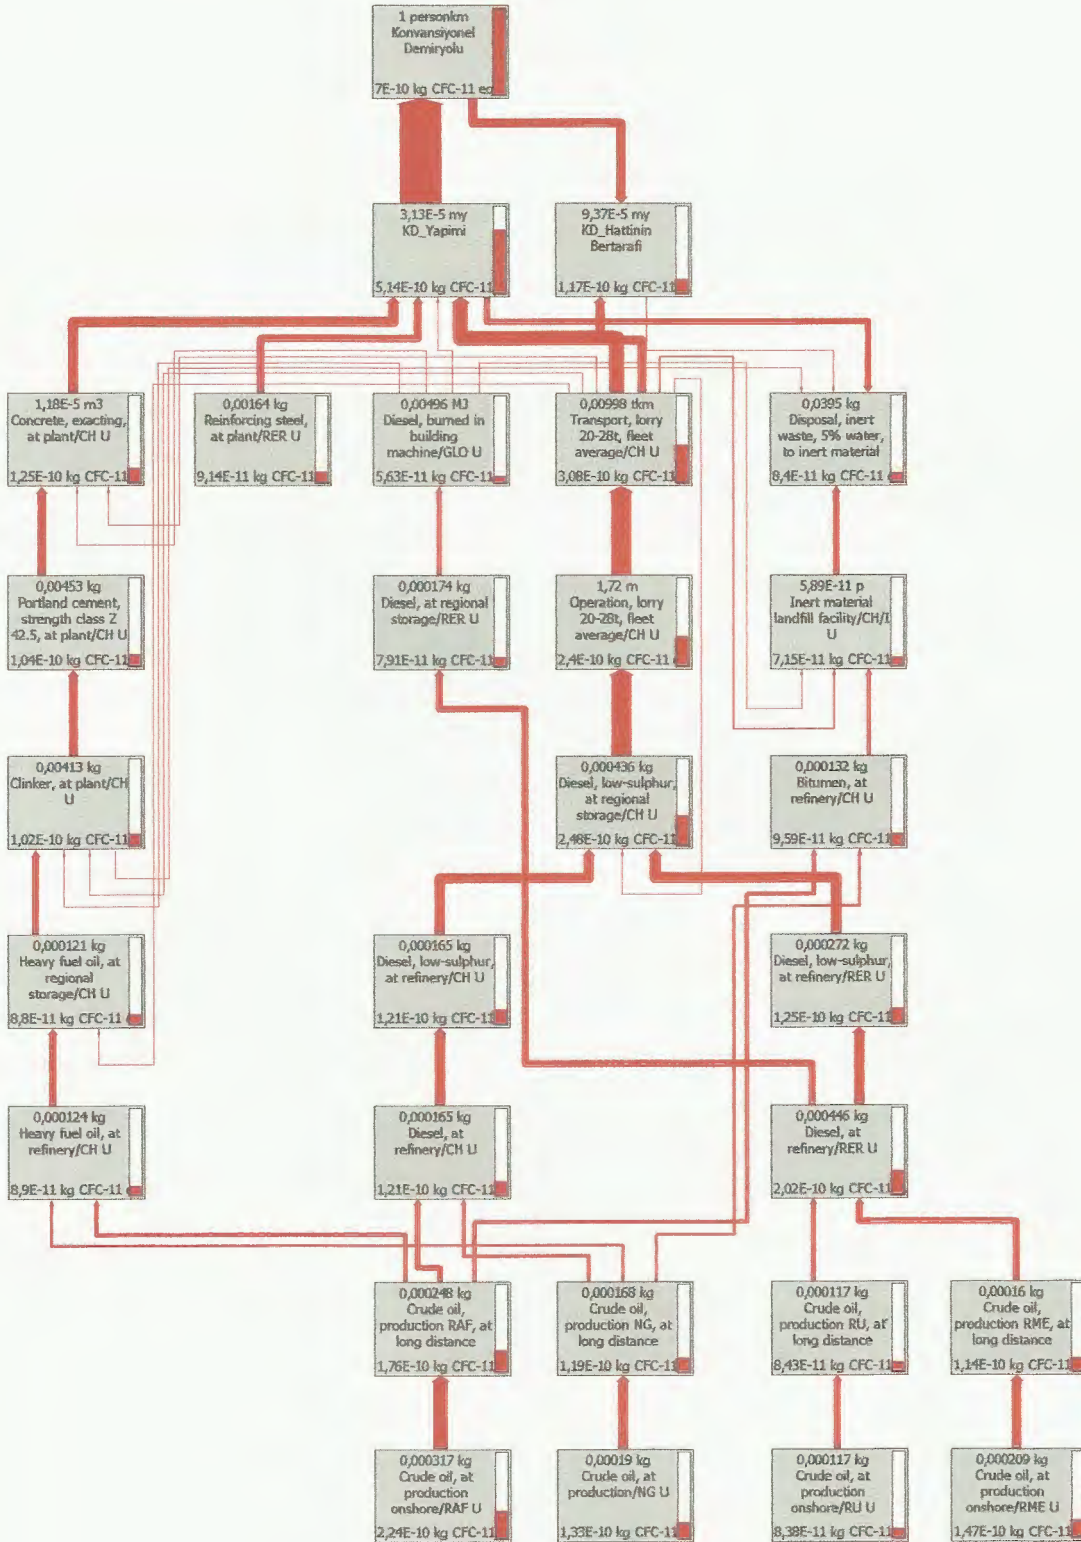 1 personkm
Konvansiyonel
Demiryolu
7E-10 kg CFC-11 eq
3,13E-5 my
KD_Yapimi
5,14E-10 kg CFC-11
9,37E-5 my
KD_Hattinin
Bertarafi
1,17E-10 kg CFC-11
1,18E-5 m3
Concrete, exacting,
at plant/CH U
1,25E-10 kg CFC-11
0,00164 kg
Reinforcing steel,
at plant/RER U
9,14E-11 kg CFC-11
0,00496 MJ
Diesel, burned in
building
machine/GLO U
5,63E-11 kg CFC-11
0,00998 tkm
Transport, lorry
20-28t, fleet
average/CH U
3,08E-10 kg CFC-11
0,0395 kg
Disposal, inert
waste, 5% water,
to inert material
8,4E-11 kg CFC-11
0,00453 kg
Portland cement,
strength class Z
42.5, at plant/CH U
1,04E-10 kg CFC-11
0,000174 kg
Diesel, at regional
storage/RER U
7,91E-11 kg CFC-11
1,72 m
Operation, lorry
20-28t, fleet
average/CH U
2,4E-10 kg CFC-11
5,89E-11 p
Inert material
landfill facility/CH/I
U
7,15E-11 kg CFC-11
0,00413 kg
Clinker, at plant/CH
U
1,02E-10 kg CFC-11
0,000436 kg
Diesel, low-sulphur,
at regional
storage/CH U
2,48E-10 kg CFC-11
0,000132 kg
Bitumen, at
refinery/CH U
9,59E-11 kg CFC-11
0,000121 kg
Heavy fuel oil, at
regional
storage/CH U
8,8E-11 kg CFC-11
0,000165 kg
Diesel, low-sulphur,
at refinery/CH U
1,21E-10 kg CFC-11
0,000272 kg
Diesel, low-sulphur,
at refinery/RER U
1,25E-10 kg CFC-11
0,000124 kg
Heavy fuel oil, at
refinery/CH U
8,9E-11 kg CFC-11
0,000165 kg
Diesel, at
refinery/CH U
1,21E-10 kg CFC-11
0,000446 kg
Diesel, at
refinery/RER U
2,02E-10 kg CFC-11
0,000248 kg
Crude oil,
production RAF, at
long distance
1,76E-10 kg CFC-11
0,000168 kg
Crude oil,
production NG, at
long distance
1,19E-10 kg CFC-11
0,000117 kg
Crude oil,
production RU, at
long distance
8,43E-11 kg CFC-11
0,00016 kg
Crude oil,
production RME, at
long distance
1,14E-10 kg CFC-11
0,000317 kg
Crude oil, at
production
onshore/RAF U
2,24E-10 kg CFC-11
0,00019 kg
Crude oil, at
production/NG U
1,33E-10 kg CFC-11
0,000117 kg
Crude oil, at
production
onshore/RU U
8,38E-11 kg CFC-11
0,000209 kg
Crude oil, at
production
onshore/RME U
1,47E-10 kg CFC-11